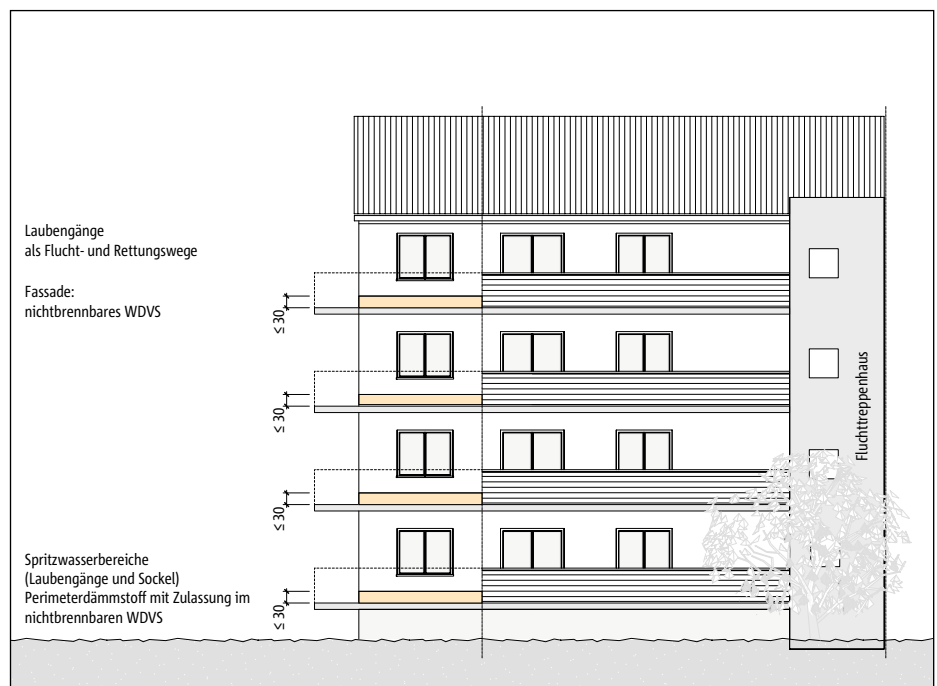 Laubengänge
als Flucht- und Rettungswege
Fassade:
nichtbrennbares WDVS
≤ 30
≤ 30
≤ 30
≤ 30
Fluchttreppenhaus
Spritzwasserbereiche
(Laubengänge und Sockel)
Perimeterdämmstoff mit Zulassung im
nichtbrennbaren WDVS